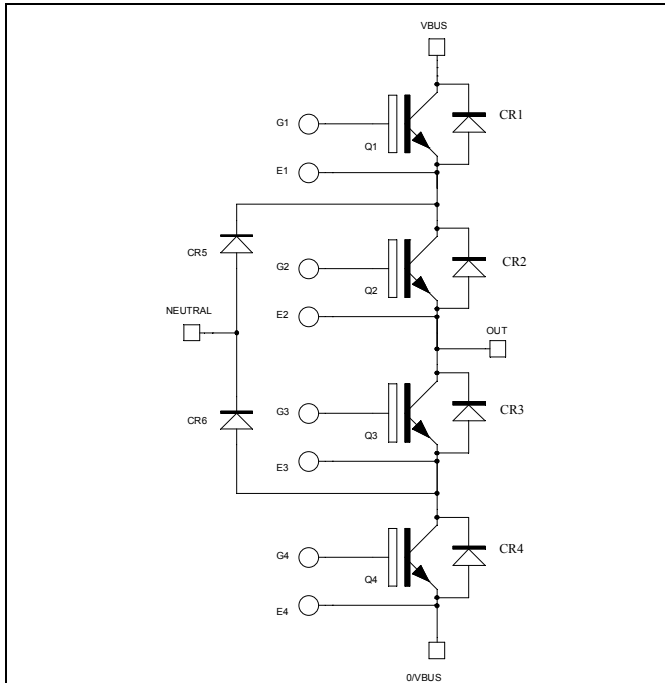 VBUS
G1
Q1
CR1
E1
CR5
G2
Q2
CR2
NEUTRAL
E2
OUT
CR6
G3
Q3
CR3
E3
G4
Q4
CR4
E4
0/VBUS